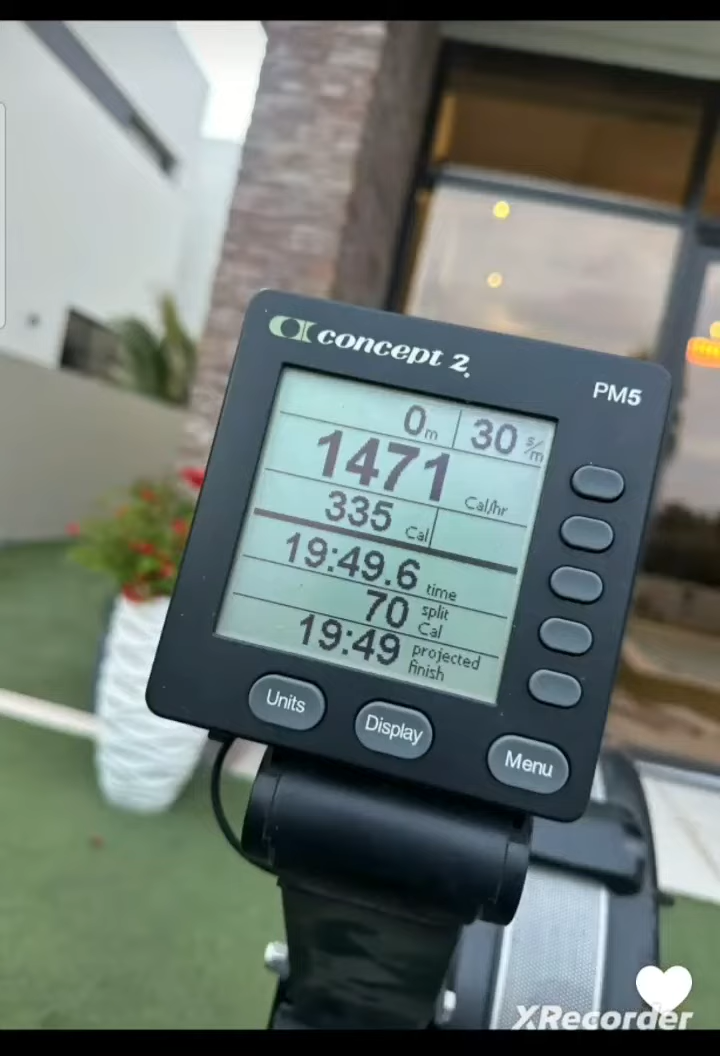 concept 2.
PM5
0m 30 s/m
1471 Cal/hr
335 Cal
19:49.6 time
70 split Cal
19:49 projected finish
Units Display Menu
XRecorder